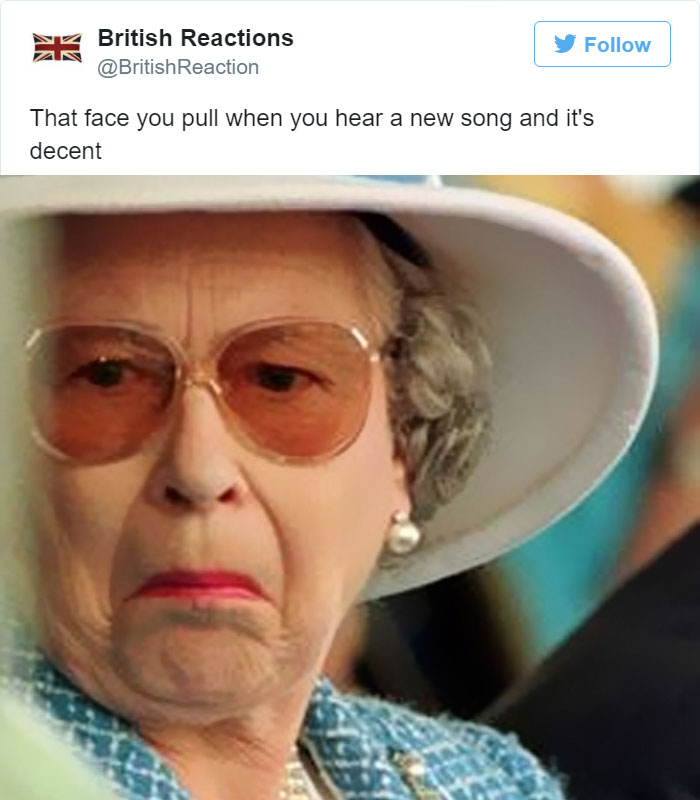 British Reactions
@BritishReaction
Follow
That face you pull when you hear a new song and it's
decent